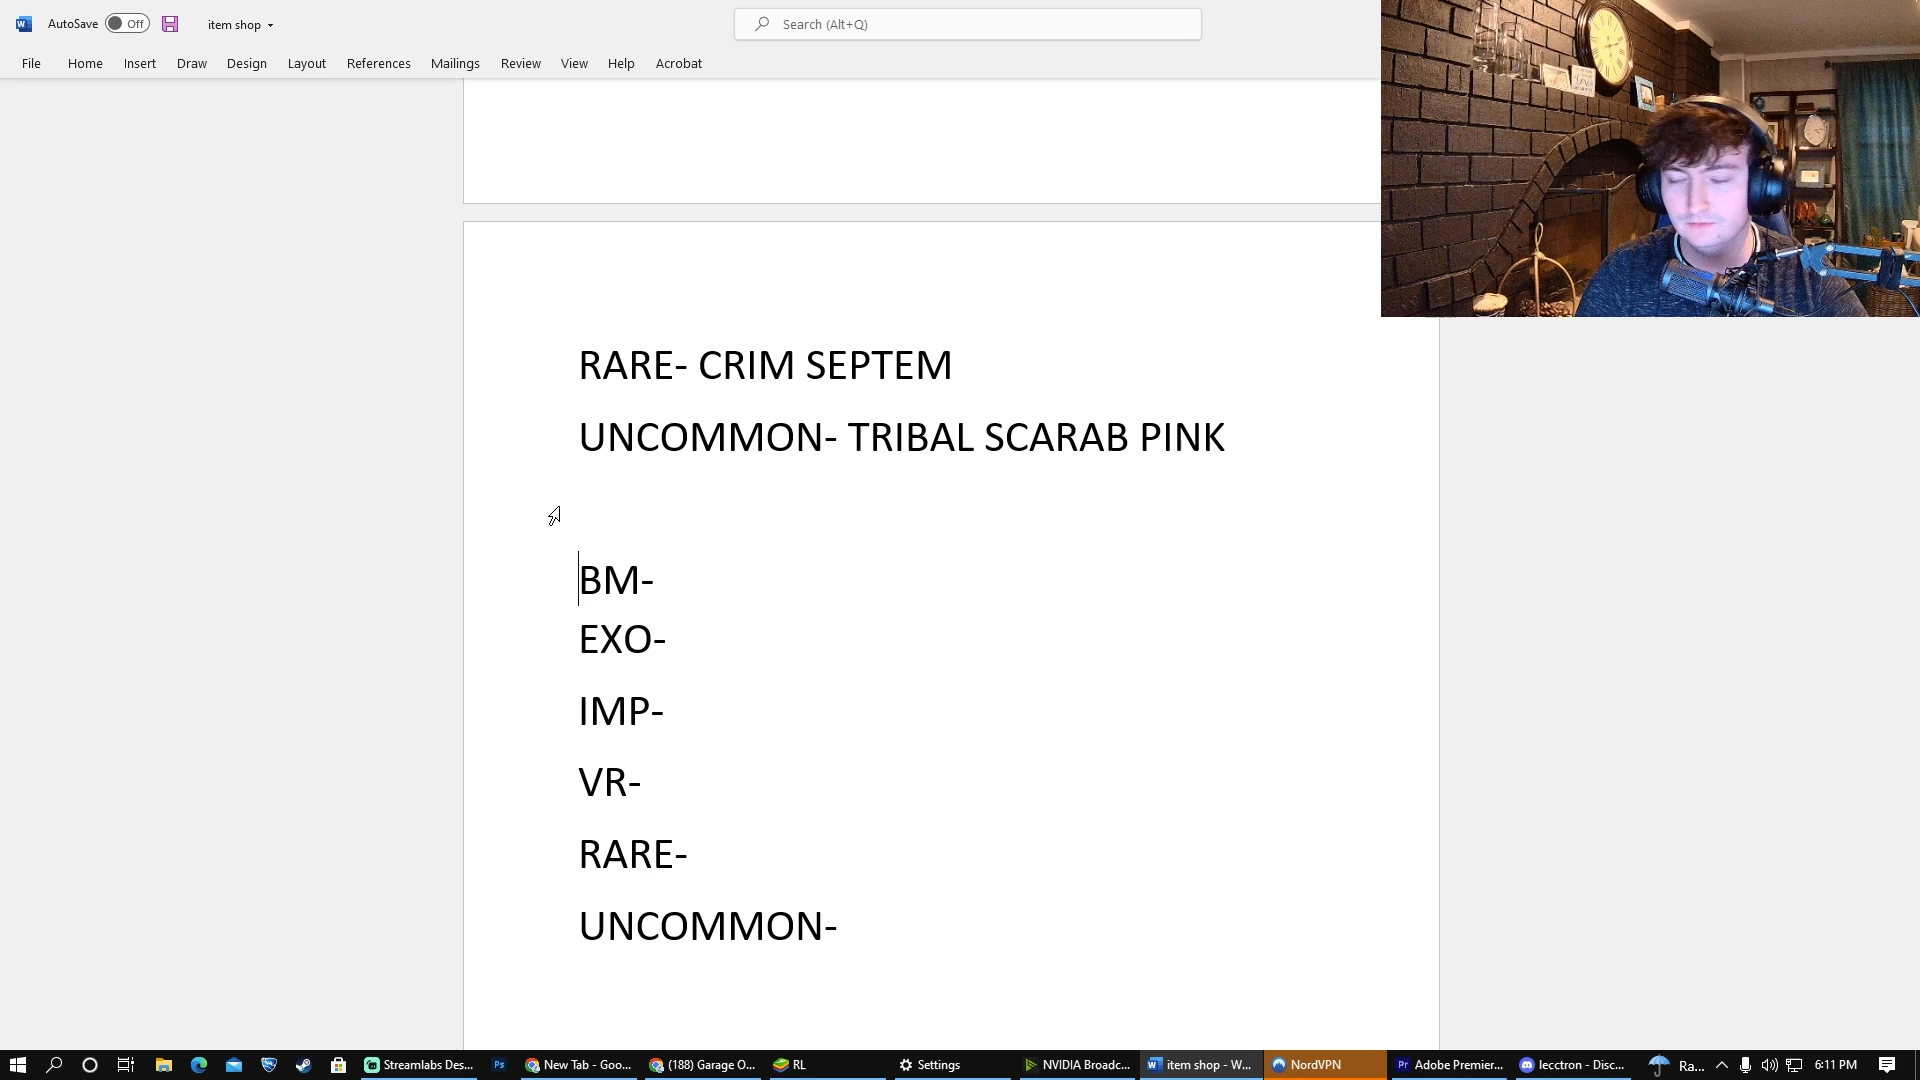 AutoSave Off item shop Search (Alt+Q)
File Home Insert Draw Design Layout References Mailings Review View Help Acrobat
RARE- CRIM SEPTEM
UNCOMMON- TRIBAL SCARAB PINK
BM-
EXO-
IMP-
VR-
RARE-
UNCOMMON-
Streamlabs Des... New Tab - Goo... (188) Garage O... RL Settings NVIDIA Broadc... item shop - W... NordVPN Adobe Premier... lecctron - Disc... Ra... 6:11 PM